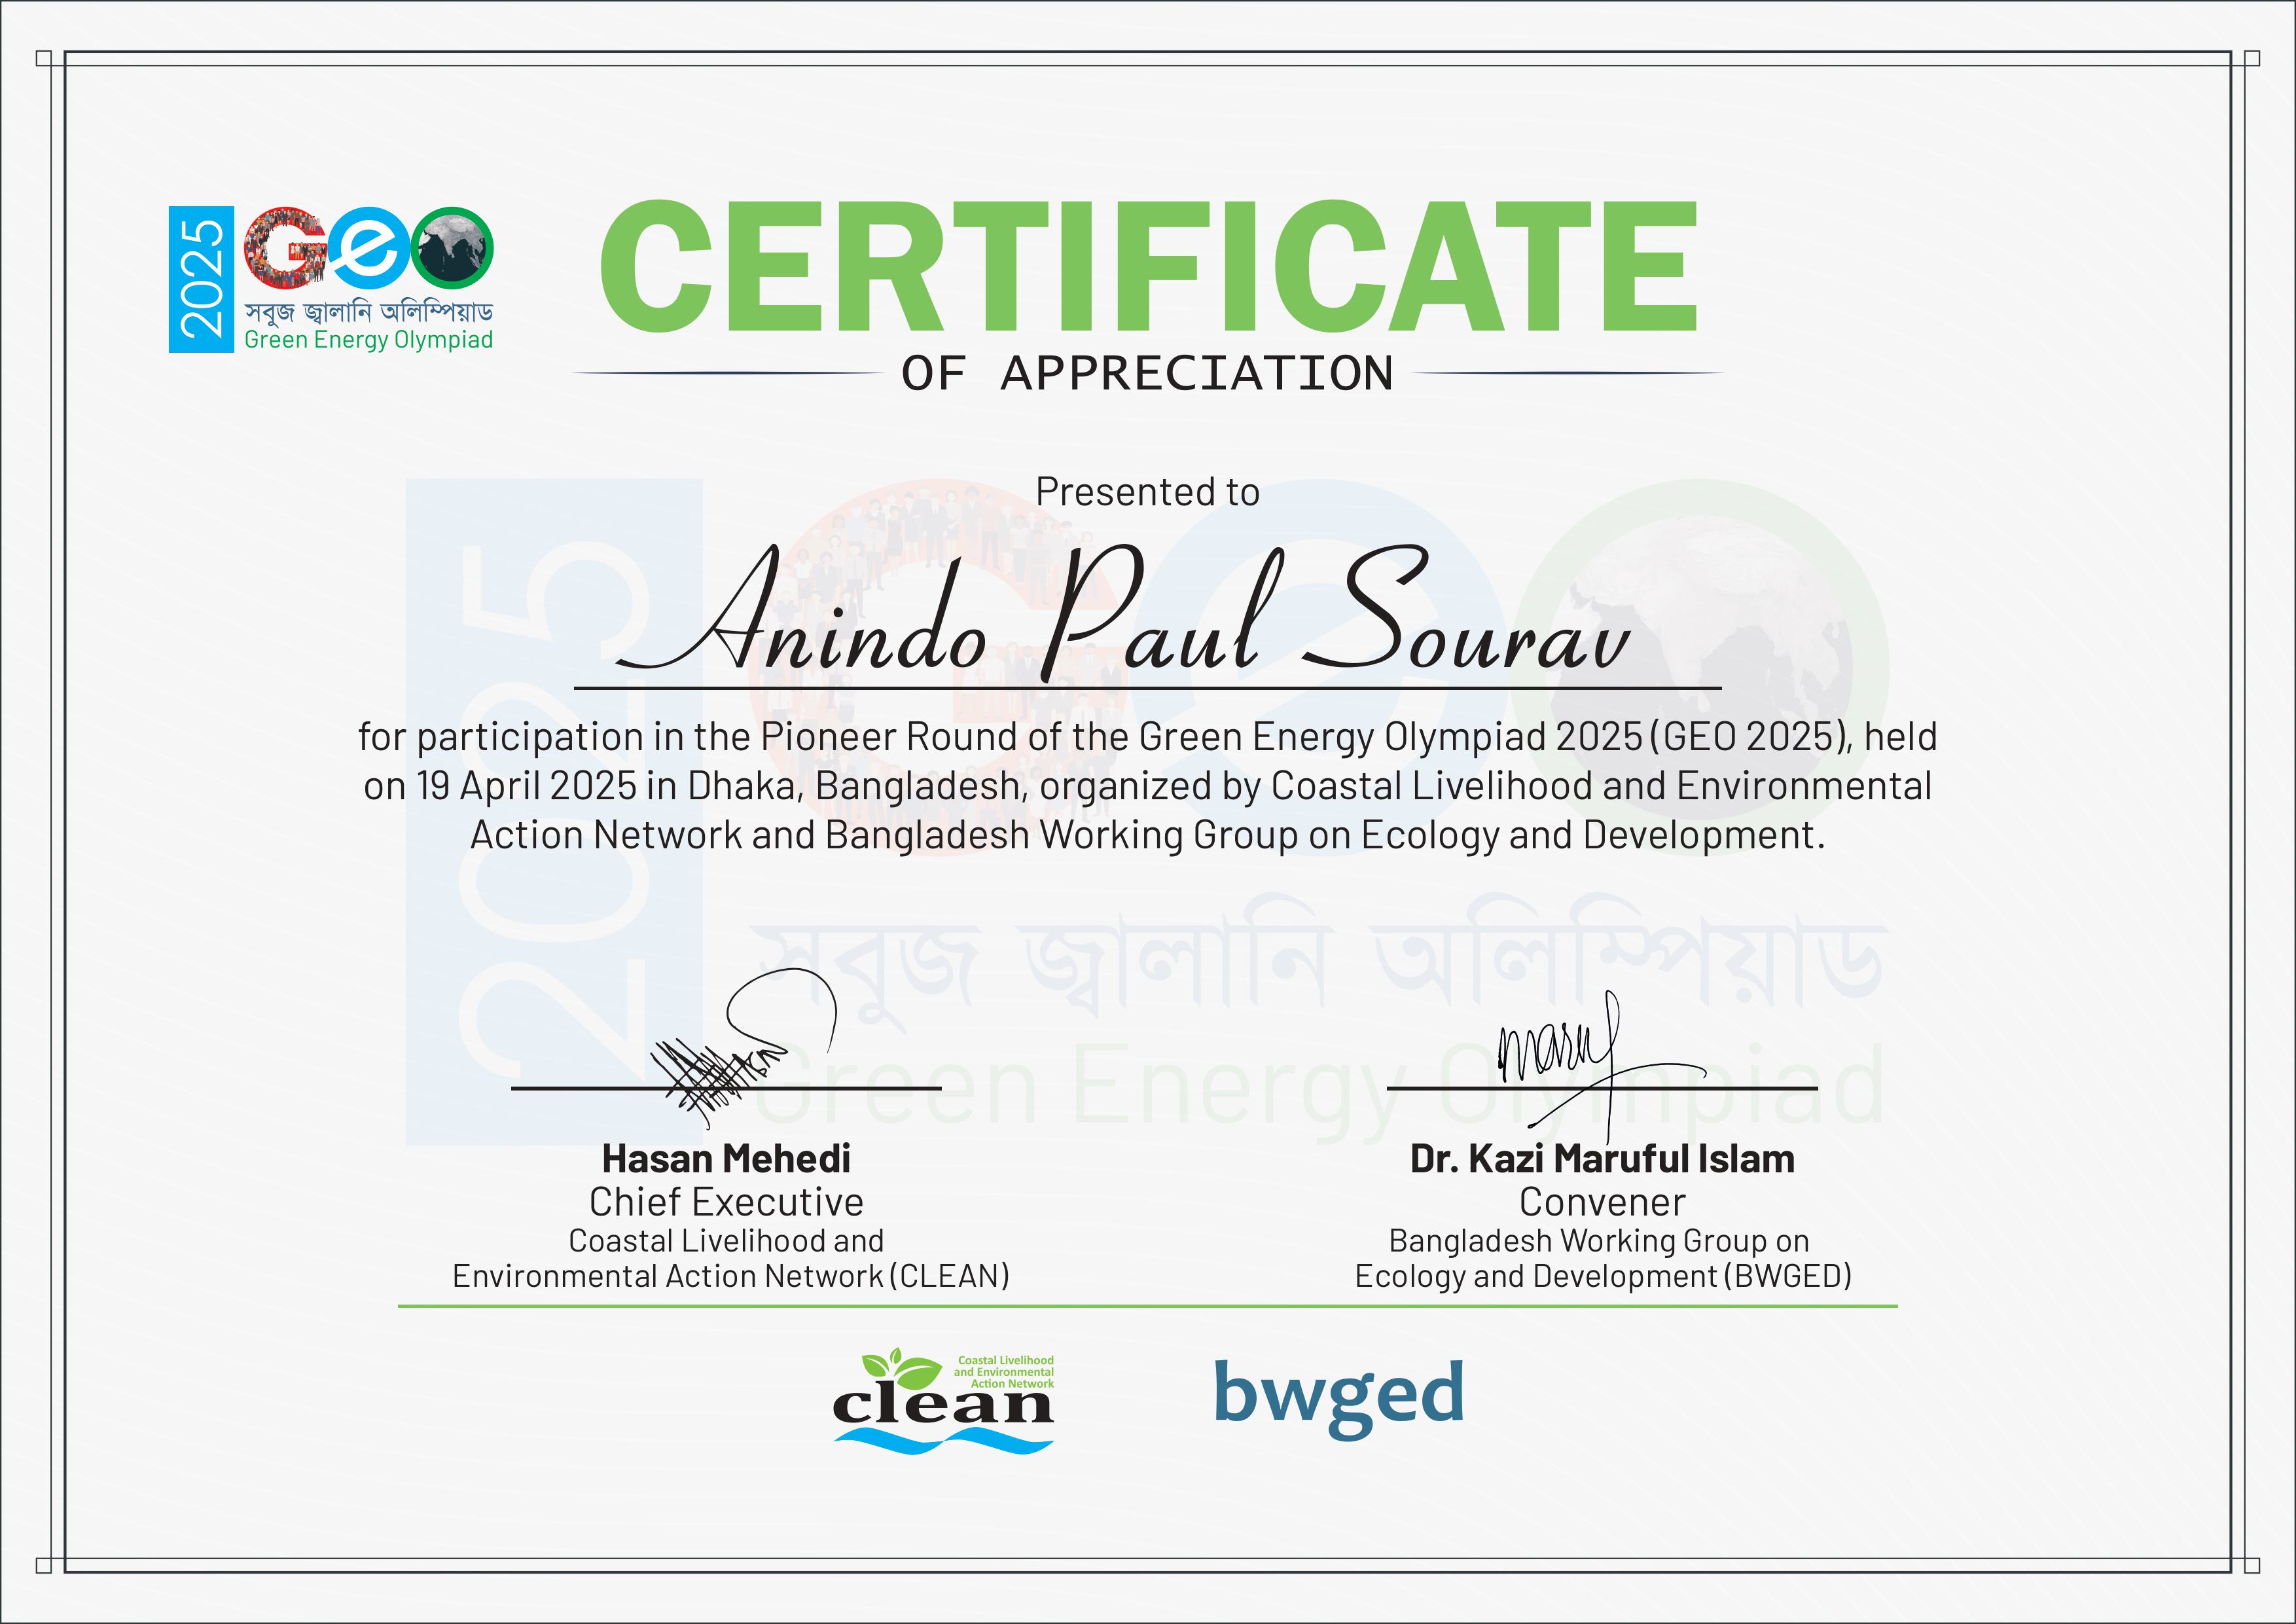 2025
GeO
সবুজ জ্বালানি অলিম্পিয়াড
Green Energy Olympiad
CERTIFICATE
OF APPRECIATION
Presented to
Anindo Paul Sourav
for participation in the Pioneer Round of the Green Energy Olympiad 2025 (GEO 2025), held
on 19 April 2025 in Dhaka, Bangladesh, organized by Coastal Livelihood and Environmental
Action Network and Bangladesh Working Group on Ecology and Development.
2025
GeO
সবুজ জ্বালানি অলিম্পিয়াড
Green Energy Olympiad
maruf
Hasan Mehedi
Chief Executive
Coastal Livelihood and
Environmental Action Network (CLEAN)
Dr. Kazi Maruful Islam
Convener
Bangladesh Working Group on
Ecology and Development (BWGED)
Coastal Livelihood
and Environmental
Action Network
clean
bwged